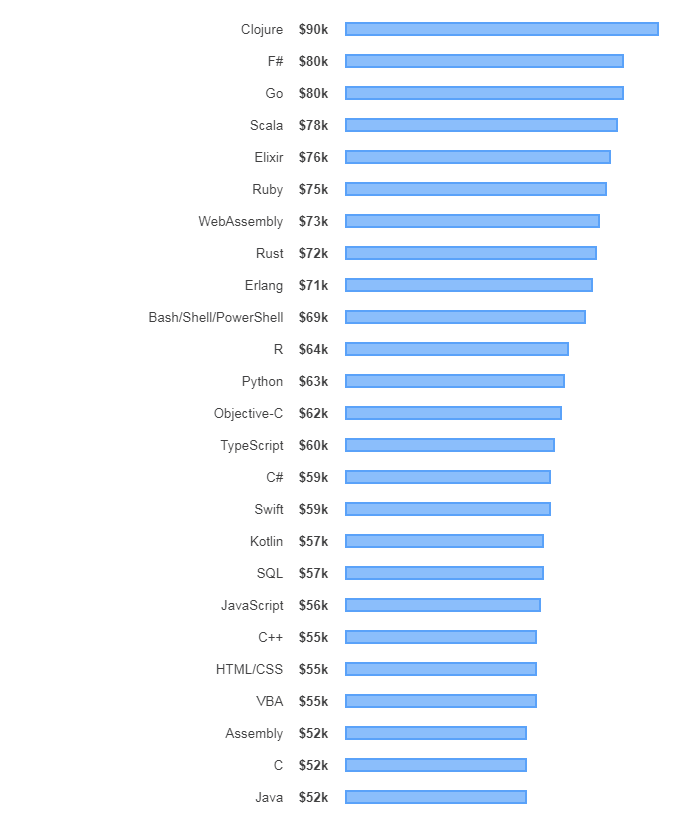 Clojure $90k
F# $80k
Go $80k
Scala $78k
Elixir $76k
Ruby $75k
WebAssembly $73k
Rust $72k
Erlang $71k
Bash/Shell/PowerShell $69k
R $64k
Python $63k
Objective-C $62k
TypeScript $60k
C# $59k
Swift $59k
Kotlin $57k
SQL $57k
JavaScript $56k
C++ $55k
HTML/CSS $55k
VBA $55k
Assembly $52k
C $52k
Java $52k